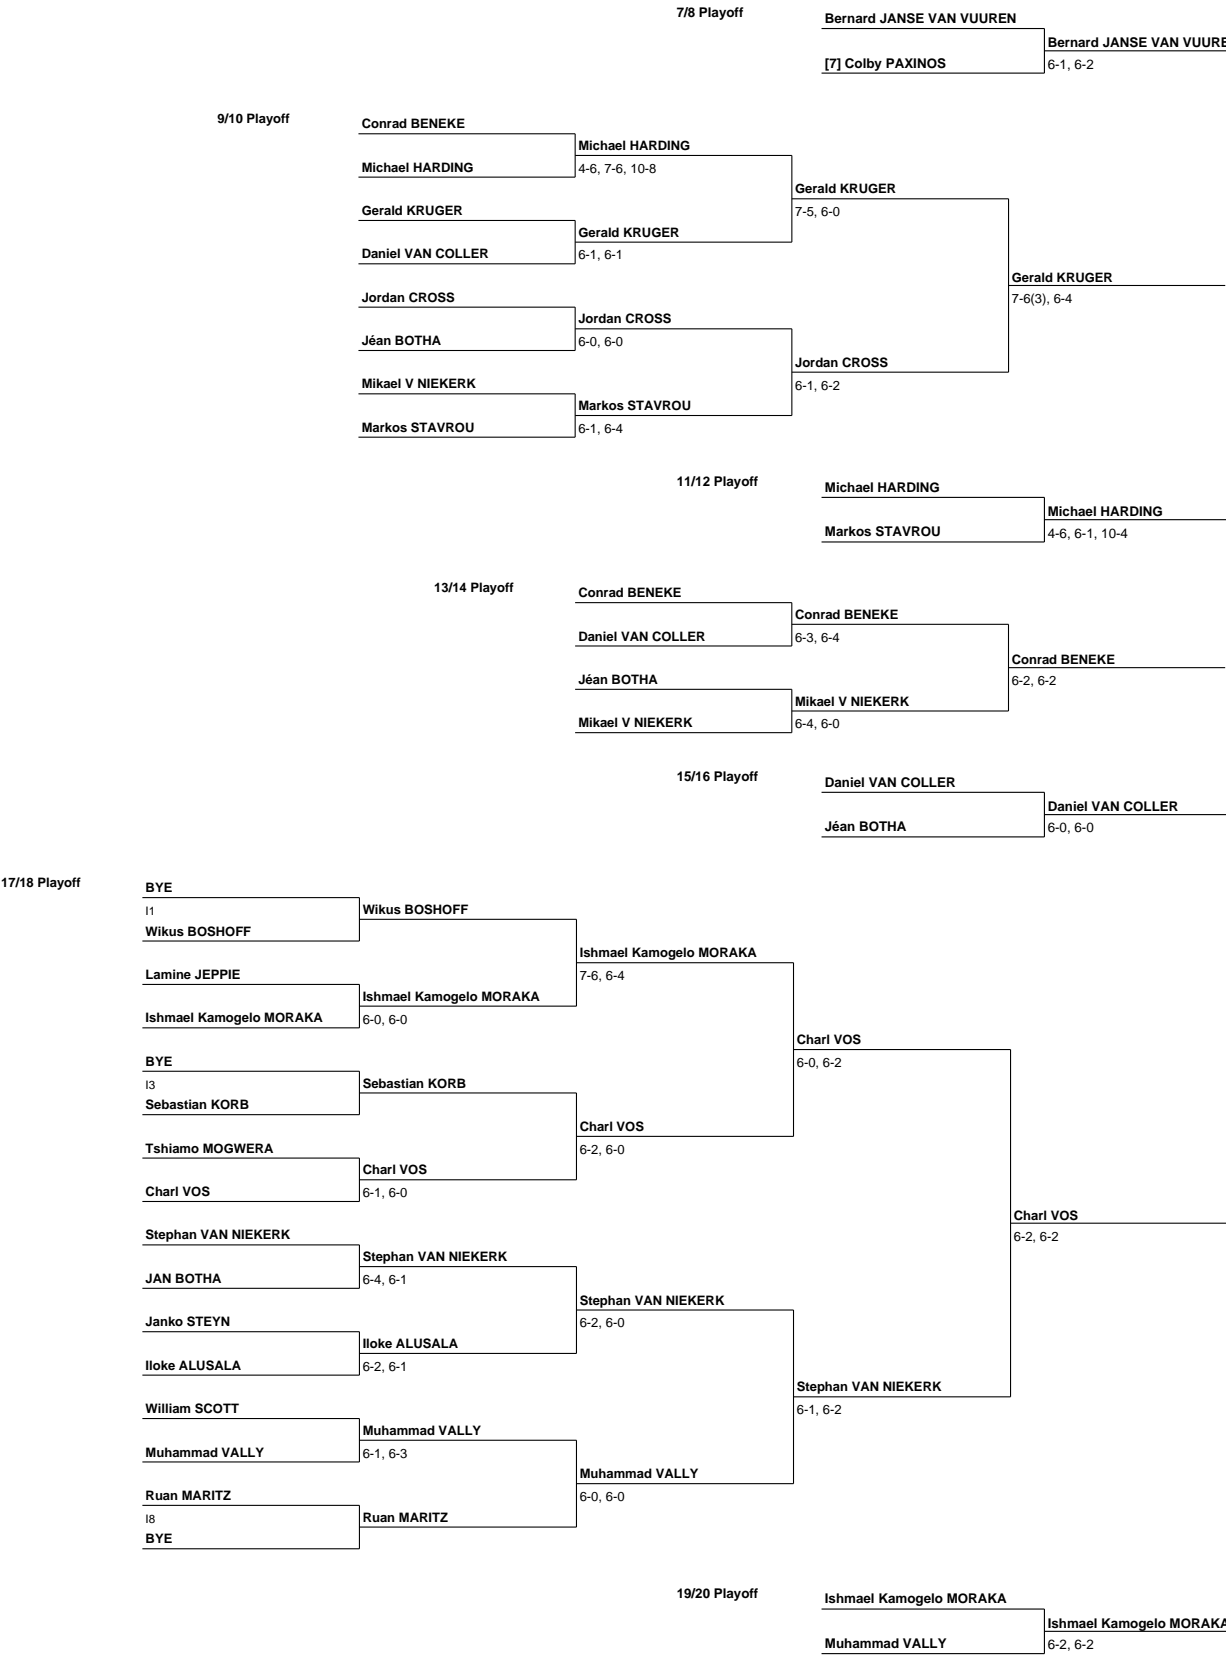 7/8 Playoff
Bernard JANSE VAN VUUREN
Bernard JANSE VAN VUURE
[7] Colby PAXINOS
6-1, 6-2
9/10 Playoff
Conrad BENEKE
Michael HARDING
Michael HARDING
4-6, 7-6, 10-8
Gerald KRUGER
Gerald KRUGER
7-5, 6-0
Gerald KRUGER
Daniel VAN COLLER
6-1, 6-1
Gerald KRUGER
Jordan CROSS
7-6(3), 6-4
Jordan CROSS
Jéan BOTHA
6-0, 6-0
Jordan CROSS
Mikael V NIEKERK
6-1, 6-2
Markos STAVROU
Markos STAVROU
6-1, 6-4
11/12 Playoff
Michael HARDING
Michael HARDING
Markos STAVROU
4-6, 6-1, 10-4
13/14 Playoff
Conrad BENEKE
Conrad BENEKE
Daniel VAN COLLER
6-3, 6-4
Conrad BENEKE
Jéan BOTHA
6-2, 6-2
Mikael V NIEKERK
Mikael V NIEKERK
6-4, 6-0
15/16 Playoff
Daniel VAN COLLER
Daniel VAN COLLER
Jéan BOTHA
6-0, 6-0
17/18 Playoff
BYE
I1
Wikus BOSHOFF
Wikus BOSHOFF
Ishmael Kamogelo MORAKA
Lamine JEPPIE
7-6, 6-4
Ishmael Kamogelo MORAKA
Ishmael Kamogelo MORAKA
6-0, 6-0
Charl VOS
BYE
6-0, 6-2
I3
Sebastian KORB
Sebastian KORB
Charl VOS
Tshiamo MOGWERA
6-2, 6-0
Charl VOS
Charl VOS
6-1, 6-0
Charl VOS
Stephan VAN NIEKERK
6-2, 6-2
Stephan VAN NIEKERK
JAN BOTHA
6-4, 6-1
Stephan VAN NIEKERK
Janko STEYN
6-2, 6-0
Iloke ALUSALA
Iloke ALUSALA
6-2, 6-1
Stephan VAN NIEKERK
William SCOTT
6-1, 6-2
Muhammad VALLY
Muhammad VALLY
6-1, 6-3
Muhammad VALLY
Ruan MARITZ
6-0, 6-0
I8
Ruan MARITZ
BYE
19/20 Playoff
Ishmael Kamogelo MORAKA
Ishmael Kamogelo MORAKA
Muhammad VALLY
6-2, 6-2